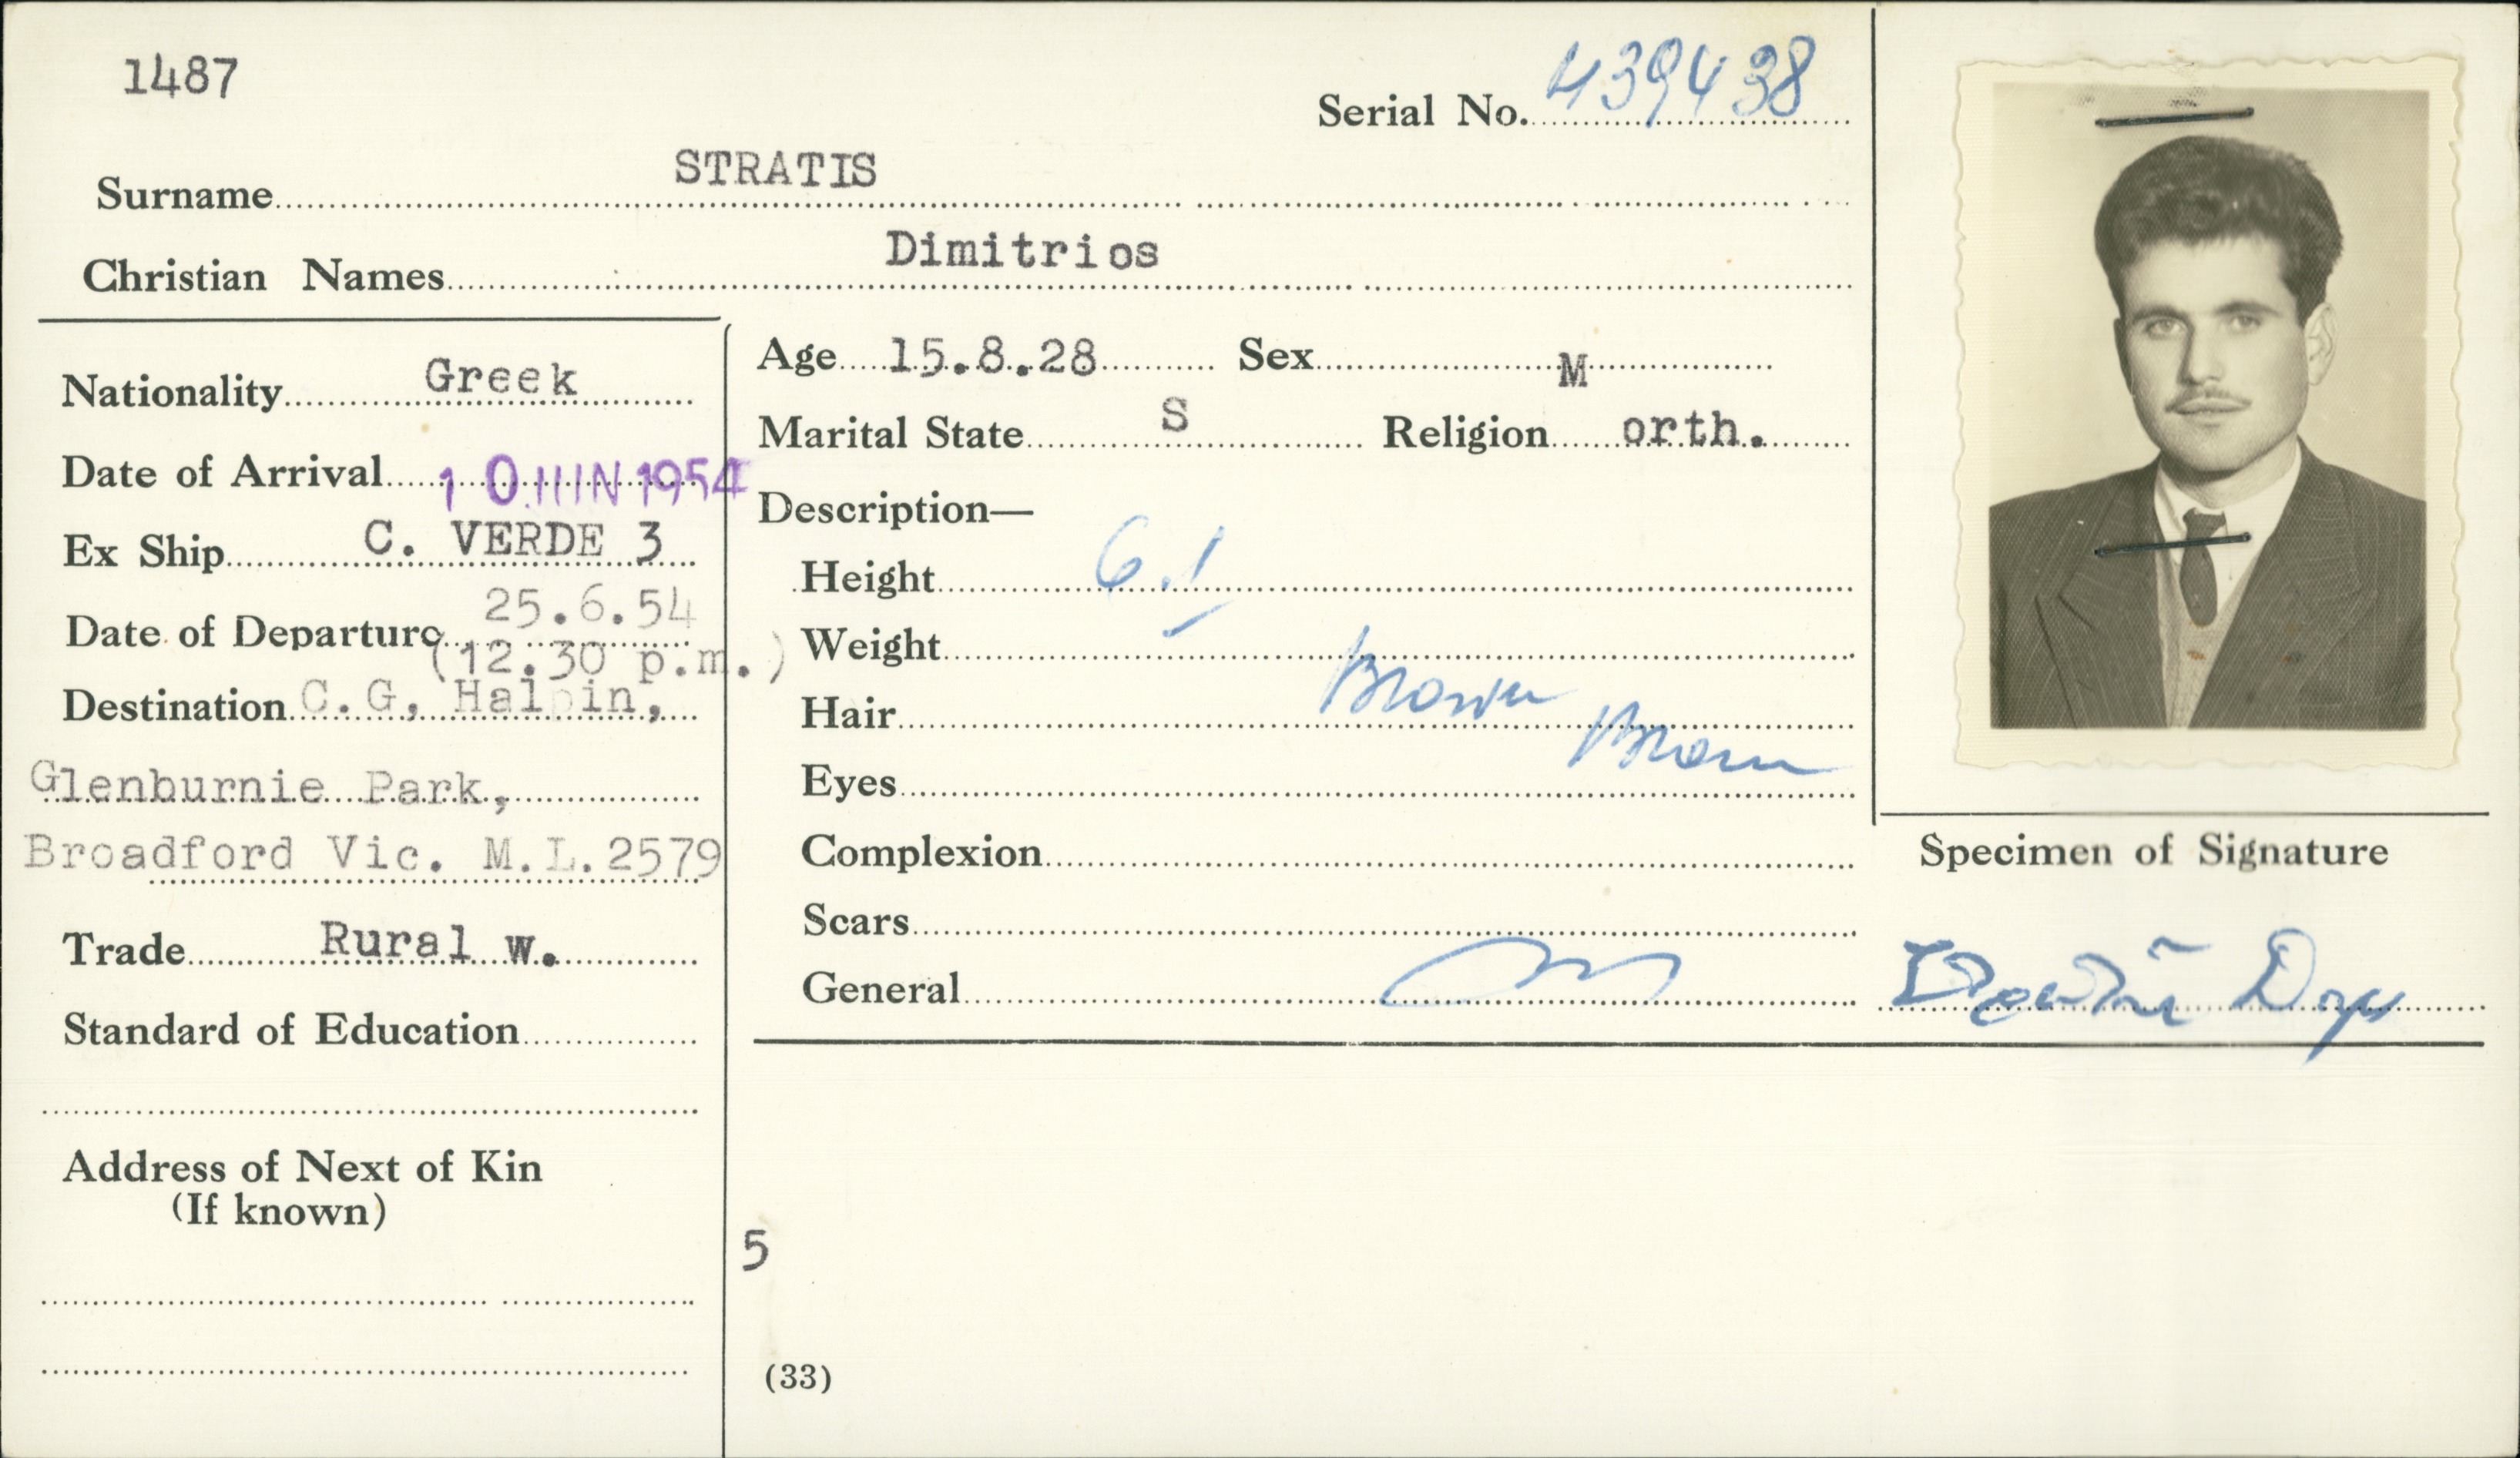 1487
Serial No. 439438
Surname STRATIS
Christian Names Dimitrios
Nationality Greek
Date of Arrival 10 JUN 1954
Ex Ship C. VERDE 3
Date of Departure 25.6.54
(12.30 p.m.)
Destination C.G, Halpin,
Glenburnie Park,
Broadford Vic. M.L.2579
Trade Rural w.
Standard of Education
Address of Next of Kin
(If known)
Age 15.8.28 Sex M
Marital State S Religion orth.
Description—
Height 6.1
Weight
Hair Brown
Eyes Brown
Complexion
Scars
General
5
(33)
Specimen of Signature